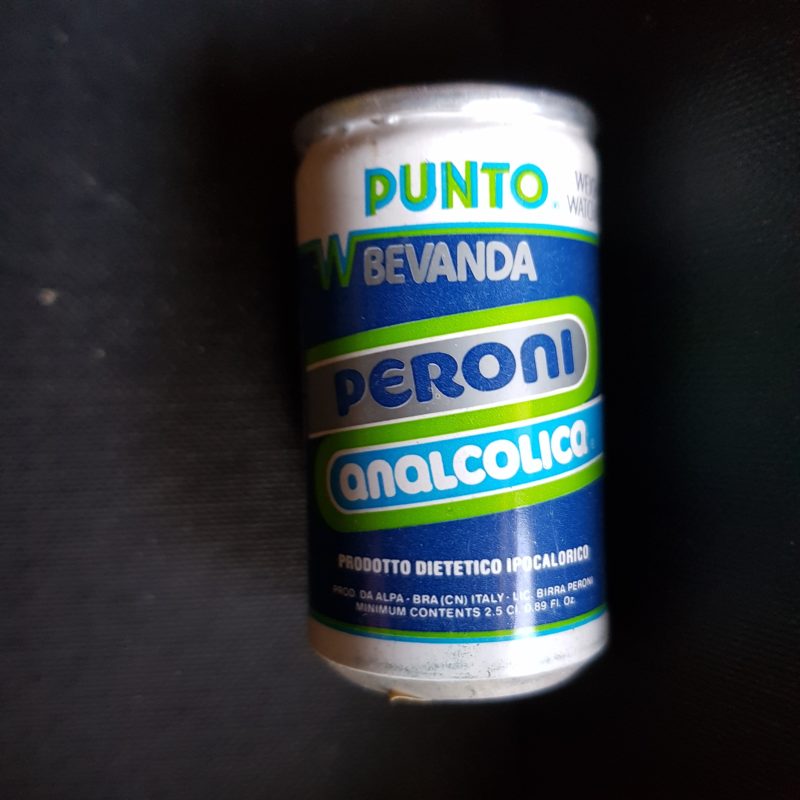 PUNTO
W BEVANDA
PERONI
analcolica
PRODOTTO DIETETICO IPOCALORICO
PROD. DA ALPA - BRA (CN) ITALY - LIC. BIRRA PERONI
MINIMUM CONTENTS 2.5 Cl. 0.89 Fl. Oz.